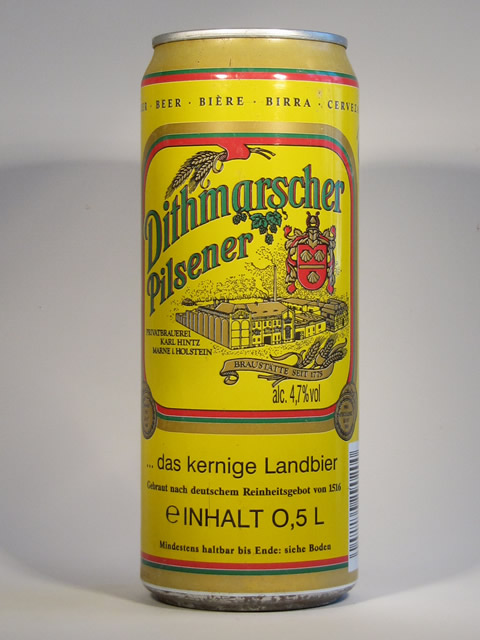 BEER · BIÈRE · BIRRA · CERVEZ
Dithmarscher
Pilsener
PRIVATBRAUEREI
KARL HINTZ
MARNE I. HOLSTEIN
BRAUSTÄTTE SEIT 1775
alc. 4,7% vol
... das kernige Landbier
Gebraut nach deutschem Reinheitsgebot von 1516
e INHALT 0,5 L
Mindestens haltbar bis Ende: siehe Boden